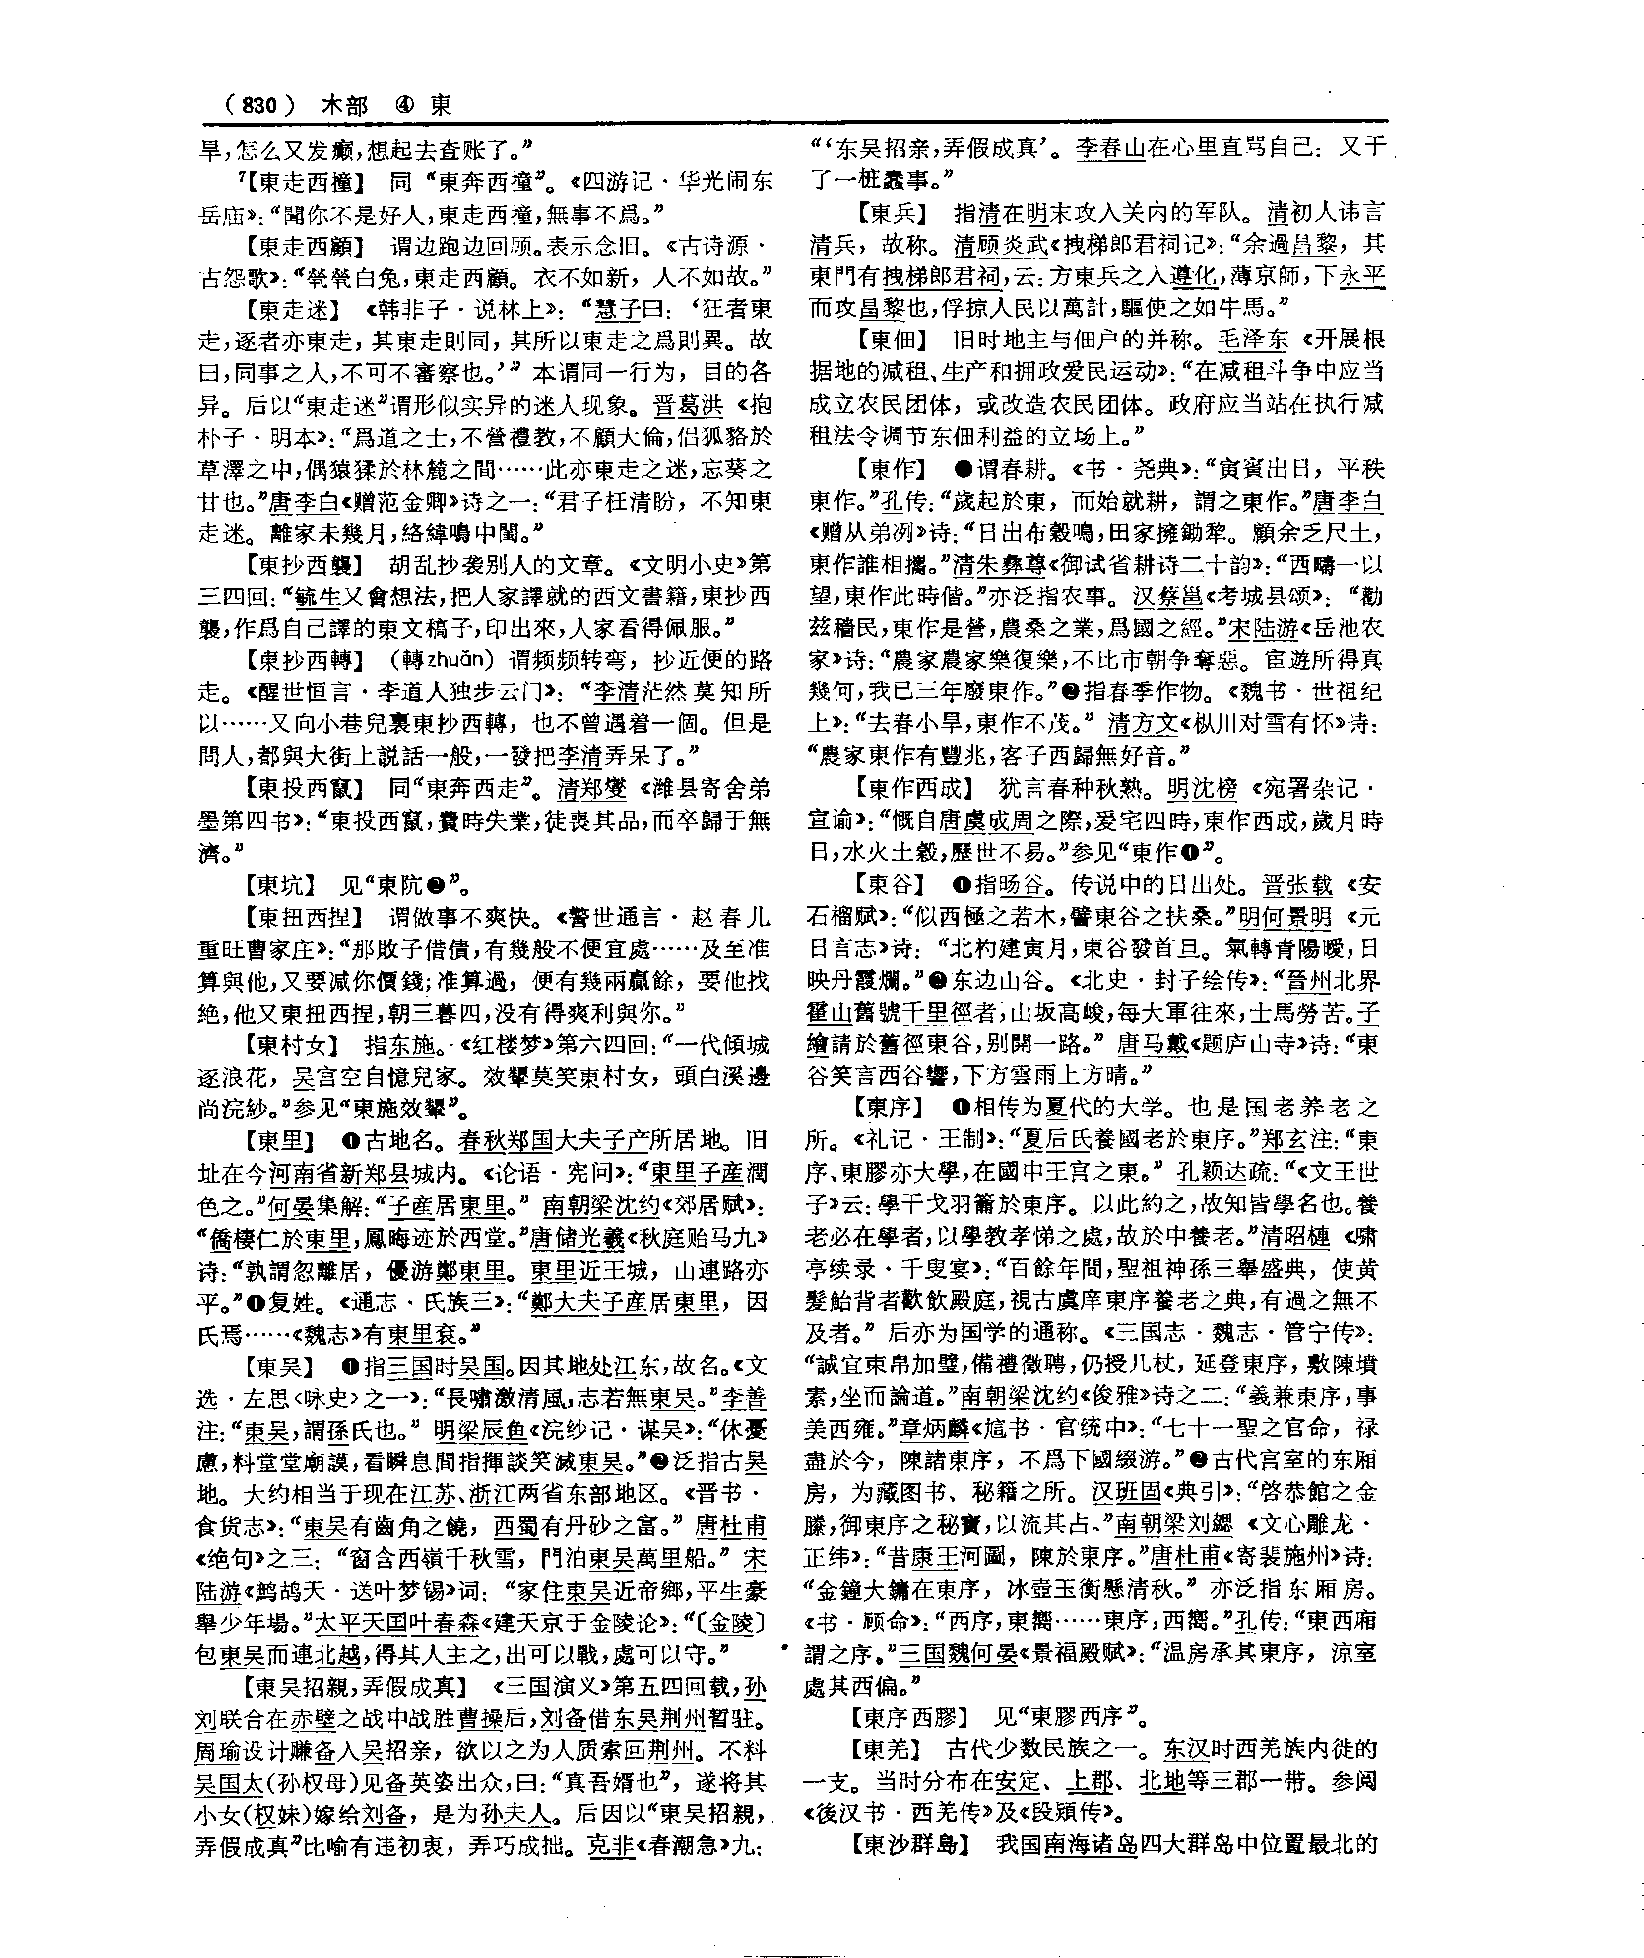 （830） 木部 ④ 東
旱，怎么又发癫，想起去查账了。”
⁷【東走西撞】 同“東奔西撞”。《四游记·华光闹东
岳庙》：“聞你不是好人，東走西撞，無事不爲。”
【東走西顧】 谓边跑边回顾。表示念旧。《古诗源·
古怨歌》：“煢煢白兔，東走西顧。衣不如新，人不如故。”
【東走迷】 《韩非子·说林上》：“慧子曰：‘狂者東
走，逐者亦東走，其東走則同，其所以東走之爲則異。故
曰，同事之人，不可不審察也。’”本谓同一行为，目的各
异。后以“東走迷”谓形似实异的迷人现象。晋葛洪《抱
朴子·明本》：“爲道之士，不營禮教，不顧大倫，侣狐貉於
草澤之中，偶猿猱於林麓之間……此亦東走之迷，忘葵之
甘也。”唐李白《赠范金卿》诗之一：“君子枉清盼，不知東
走迷。離家未幾月，絡緯鳴中閨。”
【東抄西襲】 胡乱抄袭别人的文章。《文明小史》第
三四回：“毓生又會想法，把人家譯就的西文書籍，東抄西
襲，作爲自己譯的東文稿子，印出來，人家看得佩服。”
【東抄西轉】 （轉zhuǎn）谓频频转弯，抄近便的路
走。《醒世恒言·李道人独步云门》：“李清茫然莫知所
以……又向小巷兒裏東抄西轉，也不曾遇着一個。但是
問人，都與大街上説話一般，一發把李清弄呆了。”
【東投西竄】 同“東奔西走”。清郑燮《潍县寄舍弟
墨第四书》：“東投西竄，費時失業，徒喪其品，而卒歸于無
濟。”
【東坑】 见“東阬❷”。
【東扭西捏】 谓做事不爽快。《警世通言·赵春儿
重旺曹家庄》：“那敗子借債，有幾般不便宜處……及至准
算與他，又要减你價錢；准算過，便有幾兩贏餘，要他找
絶，他又東扭西捏，朝三暮四，没有得爽利與你。”
【東村女】 指东施。《红楼梦》第六四回：“一代傾城
逐浪花，吴宫空自憶兒家。效顰莫笑東村女，頭白溪邊
尚浣紗。”参见“東施效顰”。
【東里】 ❶古地名。春秋郑国大夫子产所居地。旧
址在今河南省新郑县城内。《论语·宪问》：“東里子産潤
色之。”何晏集解：“子産居東里。”南朝梁沈约《郊居赋》：
“僑棲仁於東里，鳳晦迹於西堂。”唐储光羲《秋庭贻马九》
诗：“孰謂忽離居，優游鄭東里。東里近王城，山連路亦
平。”❶复姓。《通志·氏族三》：“鄭大夫子産居東里，因
氏焉……《魏志》有東里衮。”
【東吴】 ❶指三国时吴国。因其地处江东，故名。《文
选·左思〈咏史〉之一》：“長嘯激清風，志若無東吴。”李善
注：“東吴，謂孫氏也。”明梁辰鱼《浣纱记·谋吴》：“休憂
慮，料堂堂廟謨，看瞬息間指揮談笑滅東吴。”❷泛指古吴
地。大约相当于现在江苏、浙江两省东部地区。《晋书·
食货志》：“東吴有齒角之饒，西蜀有丹砂之富。”唐杜甫
《绝句》之三：“窗含西嶺千秋雪，門泊東吴萬里船。”宋
陆游《鹧鸪天·送叶梦锡》词：“家住東吴近帝鄉，平生豪
舉少年場。”太平天国叶春森《建天京于金陵论》：“〔金陵〕
包東吴而連北越，得其人主之，出可以戰，處可以守。”
【東吴招親，弄假成真】 《三国演义》第五四回载，孙
刘联合在赤壁之战中战胜曹操后，刘备借东吴荆州暂驻。
周瑜设计赚备入吴招亲，欲以之为人质索回荆州。不料
吴国太（孙权母）见备英姿出众，曰：“真吾婿也”，遂将其
小女（权妹）嫁给刘备，是为孙夫人。后因以“東吴招親，
弄假成真”比喻有违初衷，弄巧成拙。克非《春潮急》九：
“‘东吴招亲，弄假成真’。李春山在心里直骂自己：又干
了一桩蠢事。”
【東兵】 指清在明末攻入关内的军队。清初人讳言
清兵，故称。清顾炎武《拽梯郎君祠记》：“余過昌黎，其
東門有拽梯郎君祠，云：方東兵之入遵化，薄京師，下永平
而攻昌黎也，俘掠人民以萬計，驅使之如牛馬。”
【東佃】 旧时地主与佃户的并称。毛泽东《开展根
据地的减租、生产和拥政爱民运动》：“在减租斗争中应当
成立农民团体，或改造农民团体。政府应当站在执行减
租法令调节东佃利益的立场上。”
【東作】 ●谓春耕。《书·尧典》：“寅賓出日，平秩
東作。”孔传：“歲起於東，而始就耕，謂之東作。”唐李白
《赠从弟冽》诗：“日出布穀鳴，田家擁鋤犂。顧余乏尺土，
東作誰相攜。”清朱彝尊《御试省耕诗二十韵》：“西疇一以
望，東作此時偕。”亦泛指农事。汉蔡邕《考城县颂》：“勸
兹穡民，東作是營，農桑之業，爲國之經。”宋陆游《岳池农
家》诗：“農家農家樂復樂，不比市朝争奪惡。宦遊所得真
幾何，我已三年廢東作。”❷指春季作物。《魏书·世祖纪
上》：“去春小旱，東作不茂。”清方文《枞川对雪有怀》诗：
“農家東作有豐兆，客子西歸無好音。”
【東作西成】 犹言春种秋熟。明沈榜《宛署杂记·
宣谕》：“慨自唐虞成周之際，爰宅四時，東作西成，歲月時
日，水火土穀，歷世不易。”参见“東作❶”。
【東谷】 ❶指旸谷。传说中的日出处。晋张载《安
石榴赋》：“似西極之若木，譬東谷之扶桑。”明何景明《元
日言志》诗：“北杓建寅月，東谷發首旦。氣轉青陽曖，日
映丹霞爛。”❷东边山谷。《北史·封子绘传》：“晉州北界
霍山舊號千里徑者，山坂高峻，每大軍往來，士馬勞苦。子
繪請於舊徑東谷，别開一路。”唐马戴《题庐山寺》诗：“東
谷笑言西谷響，下方雲雨上方晴。”
【東序】 ❶相传为夏代的大学。也是国老养老之
所。《礼记·王制》：“夏后氏養國老於東序。”郑玄注：“東
序、東膠亦大學，在國中王宫之東。”孔颖达疏：“《文王世
子》云：學干戈羽籥於東序。以此約之，故知皆學名也。養
老必在學者，以學教孝悌之處，故於中養老。”清昭槤《啸
亭续录·千叟宴》：“百餘年間，聖祖神孫三舉盛典，使黄
髮鮐背者歡飲殿庭，視古虞庠東序養老之典，有過之無不
及者。”后亦为国学的通称。《三国志·魏志·管宁传》：
“誠宜束帛加璧，備禮徵聘，仍授几杖，延登東序，敷陳墳
素，坐而論道。”南朝梁沈约《俊雅》诗之二：“羲兼東序，事
美西雍。”章炳麟《訄书·官统中》：“七十一聖之官命，禄
盡於今，陳諸東序，不爲下國綴游。”❷古代宫室的东厢
房，为藏图书、秘籍之所。汉班固《典引》：“啓恭館之金
縢，御東序之秘寶，以流其占。”南朝梁刘勰《文心雕龙·
正纬》：“昔康王河圖，陳於東序。”唐杜甫《寄裴施州》诗：
“金鐘大鏞在東序，冰壺玉衡懸清秋。”亦泛指东厢房。
《书·顾命》：“西序，東嚮……東序，西嚮。”孔传：“東西廂
謂之序。”三国魏何晏《景福殿赋》：“温房承其東序，涼室
處其西偏。”
【東序西膠】 见“東膠西序”。
【東羌】 古代少数民族之一。东汉时西羌族内徙的
一支。当时分布在安定、上郡、北地等三郡一带。参阅
《後汉书·西羌传》及《段熲传》。
【東沙群島】 我国南海诸岛四大群岛中位置最北的